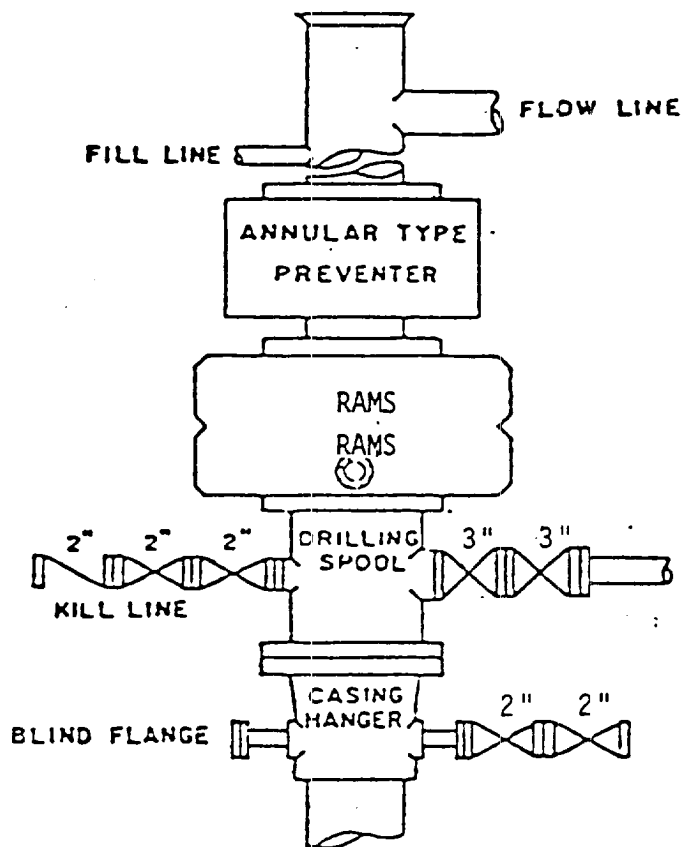 FLOW LINE
FILL LINE
ANNULAR TYPE
PREVENTER
RAMS
RAMS
2" 2" 2"
DRILLING
SPOOL
3" 3"
KILL LINE
CASING
HANGER
2" 2"
BLIND FLANGE